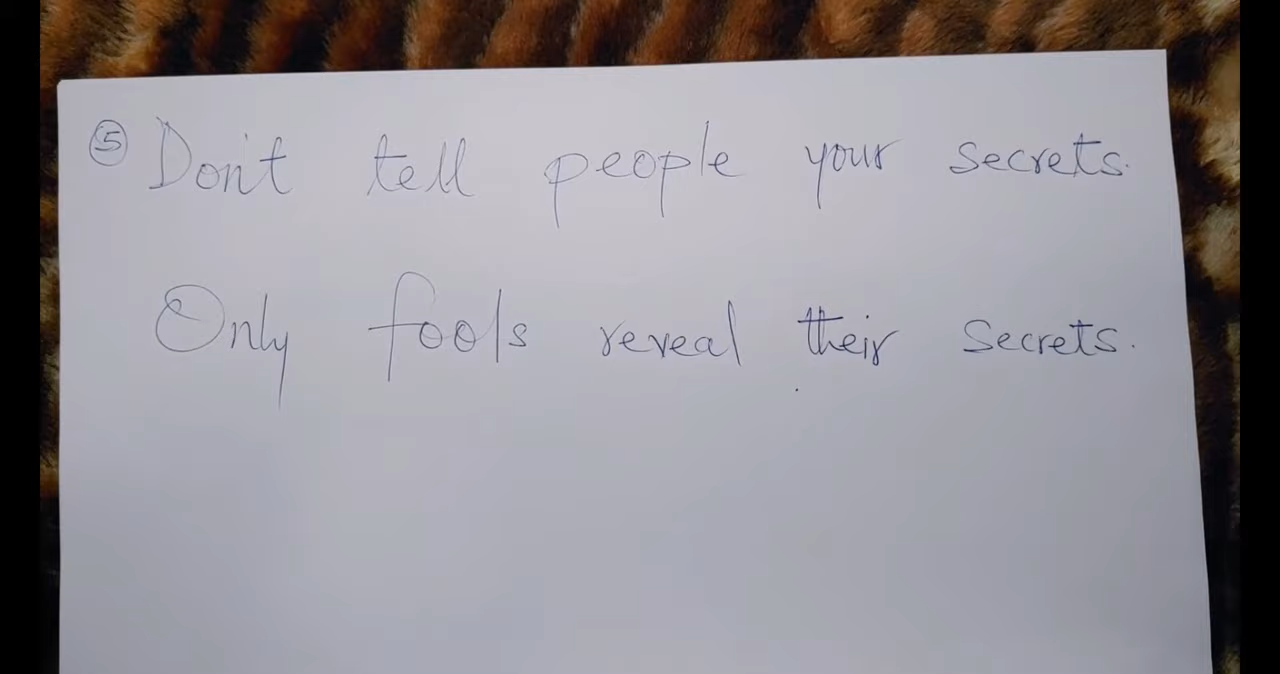 ⑤ Don't tell people your secrets.
Only fools reveal their secrets.